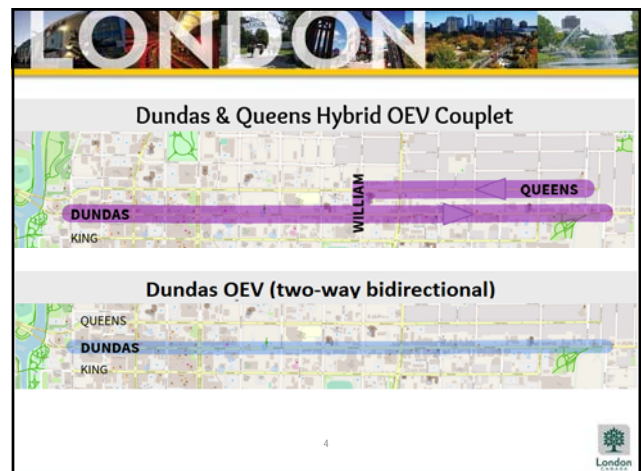 LONDON
Dundas & Queens Hybrid OEV Couplet
WILLIAM
QUEENS
DUNDAS
KING
Dundas OEV (two-way bidirectional)
QUEENS
DUNDAS
KING
4
London
CANADA